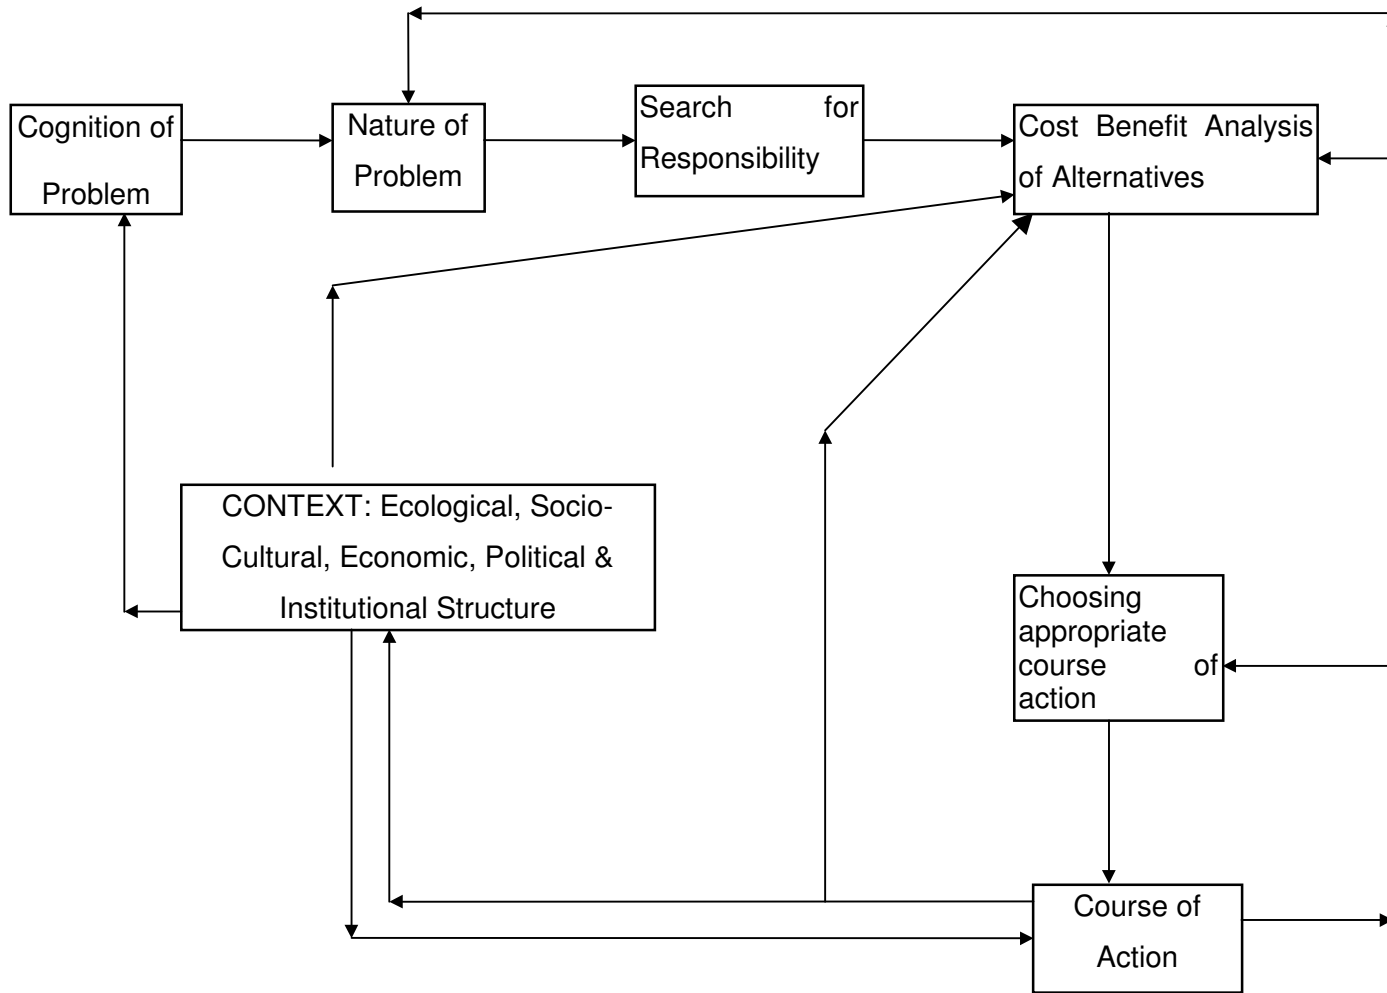 Cognition of
Problem
Nature of
Problem
Search for
Responsibility
Cost Benefit Analysis
of Alternatives
CONTEXT: Ecological, Socio-
Cultural, Economic, Political &
Institutional Structure
Choosing
appropriate
course of
action
Course of
Action